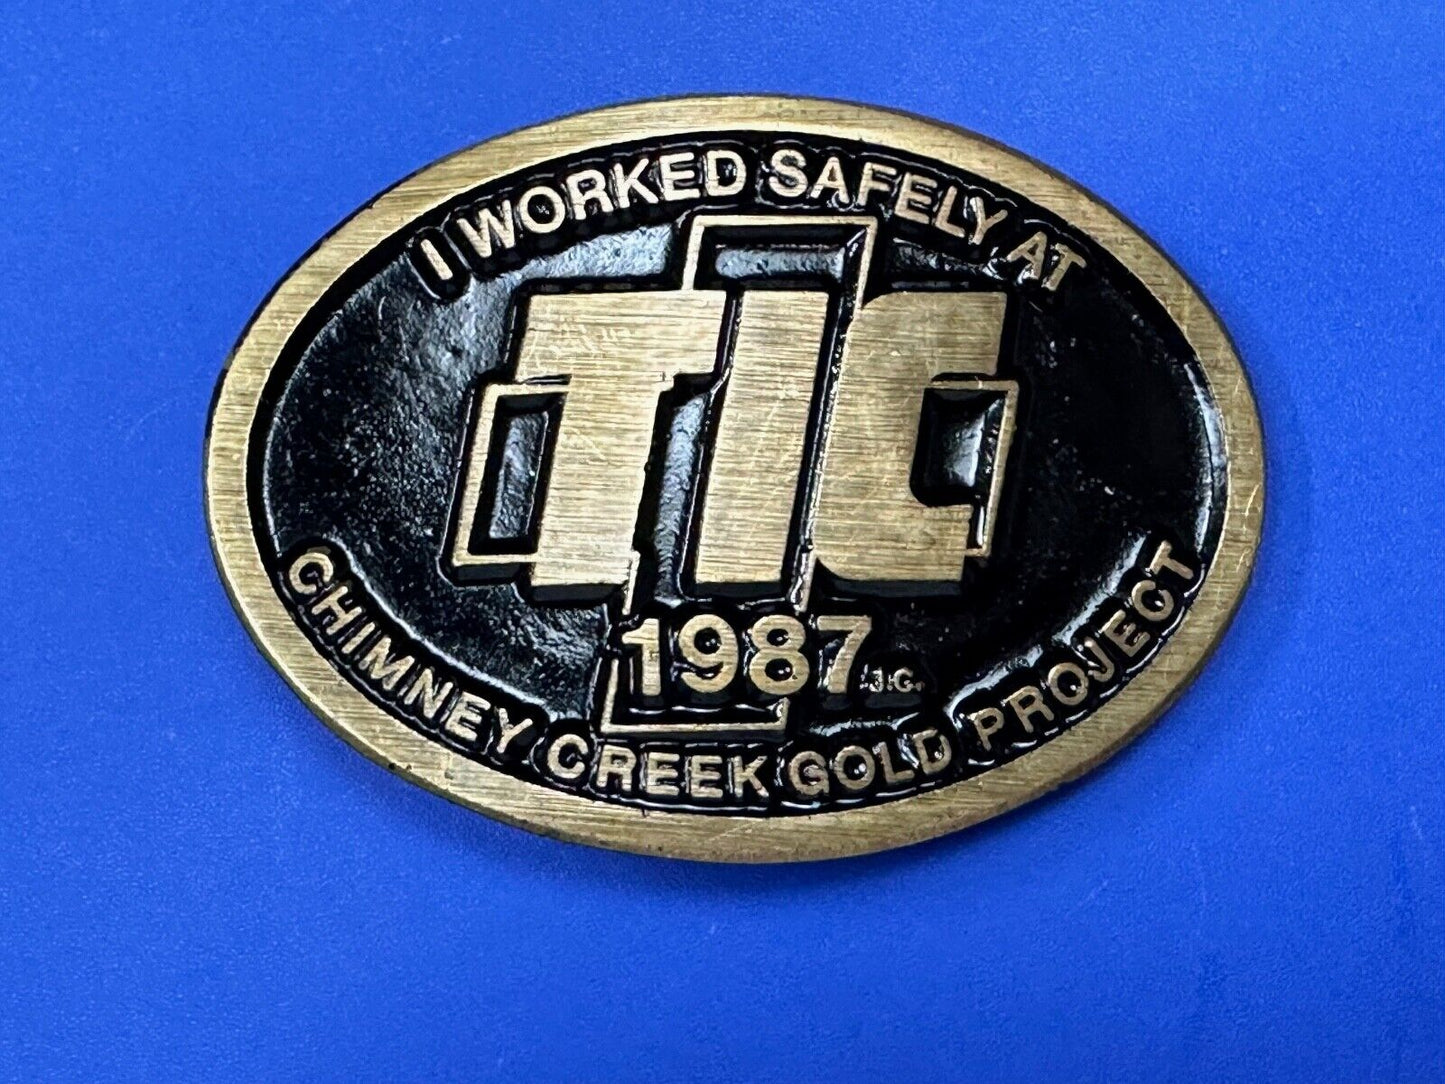 I WORKED SAFELY AT
TIC
1987 J.G.
CHIMNEY CREEK GOLD PROJECT